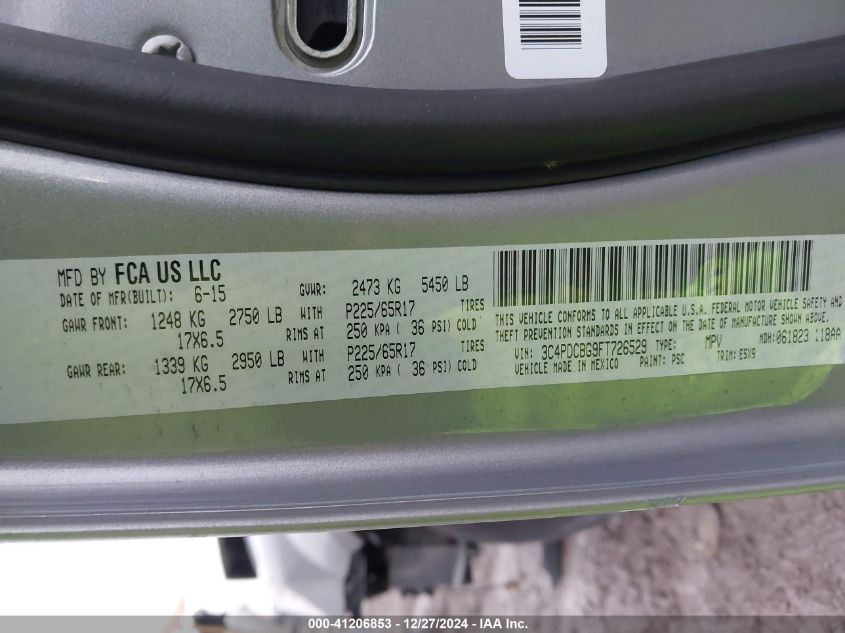 MFD BY FCA US LLC
DATE OF MFR(BUILT): 6-15
GVWR: 2473 KG 5450 LB
GAWR FRONT: 1248 KG 2750 LB WITH P225/65R17 TIRES
17X6.5 RIMS AT 250 KPA ( 36 PSI) COLD
GAWR REAR: 1339 KG 2950 LB WITH P225/65R17 TIRES
17X6.5 RIMS AT 250 KPA ( 36 PSI) COLD
THIS VEHICLE CONFORMS TO ALL APPLICABLE U.S.A. FEDERAL MOTOR VEHICLE SAFETY AND
THEFT PREVENTION STANDARDS IN EFFECT ON THE DATE OF MANUFACTURE SHOWN ABOVE.
VIN: 3C4PDCBG9FT726529 TYPE: MPV MDH: 061823 118AA
VEHICLE MADE IN MEXICO PAINT: PSC TRIM: E5X9
000-41206853 - 12/27/2024 - IAA Inc.